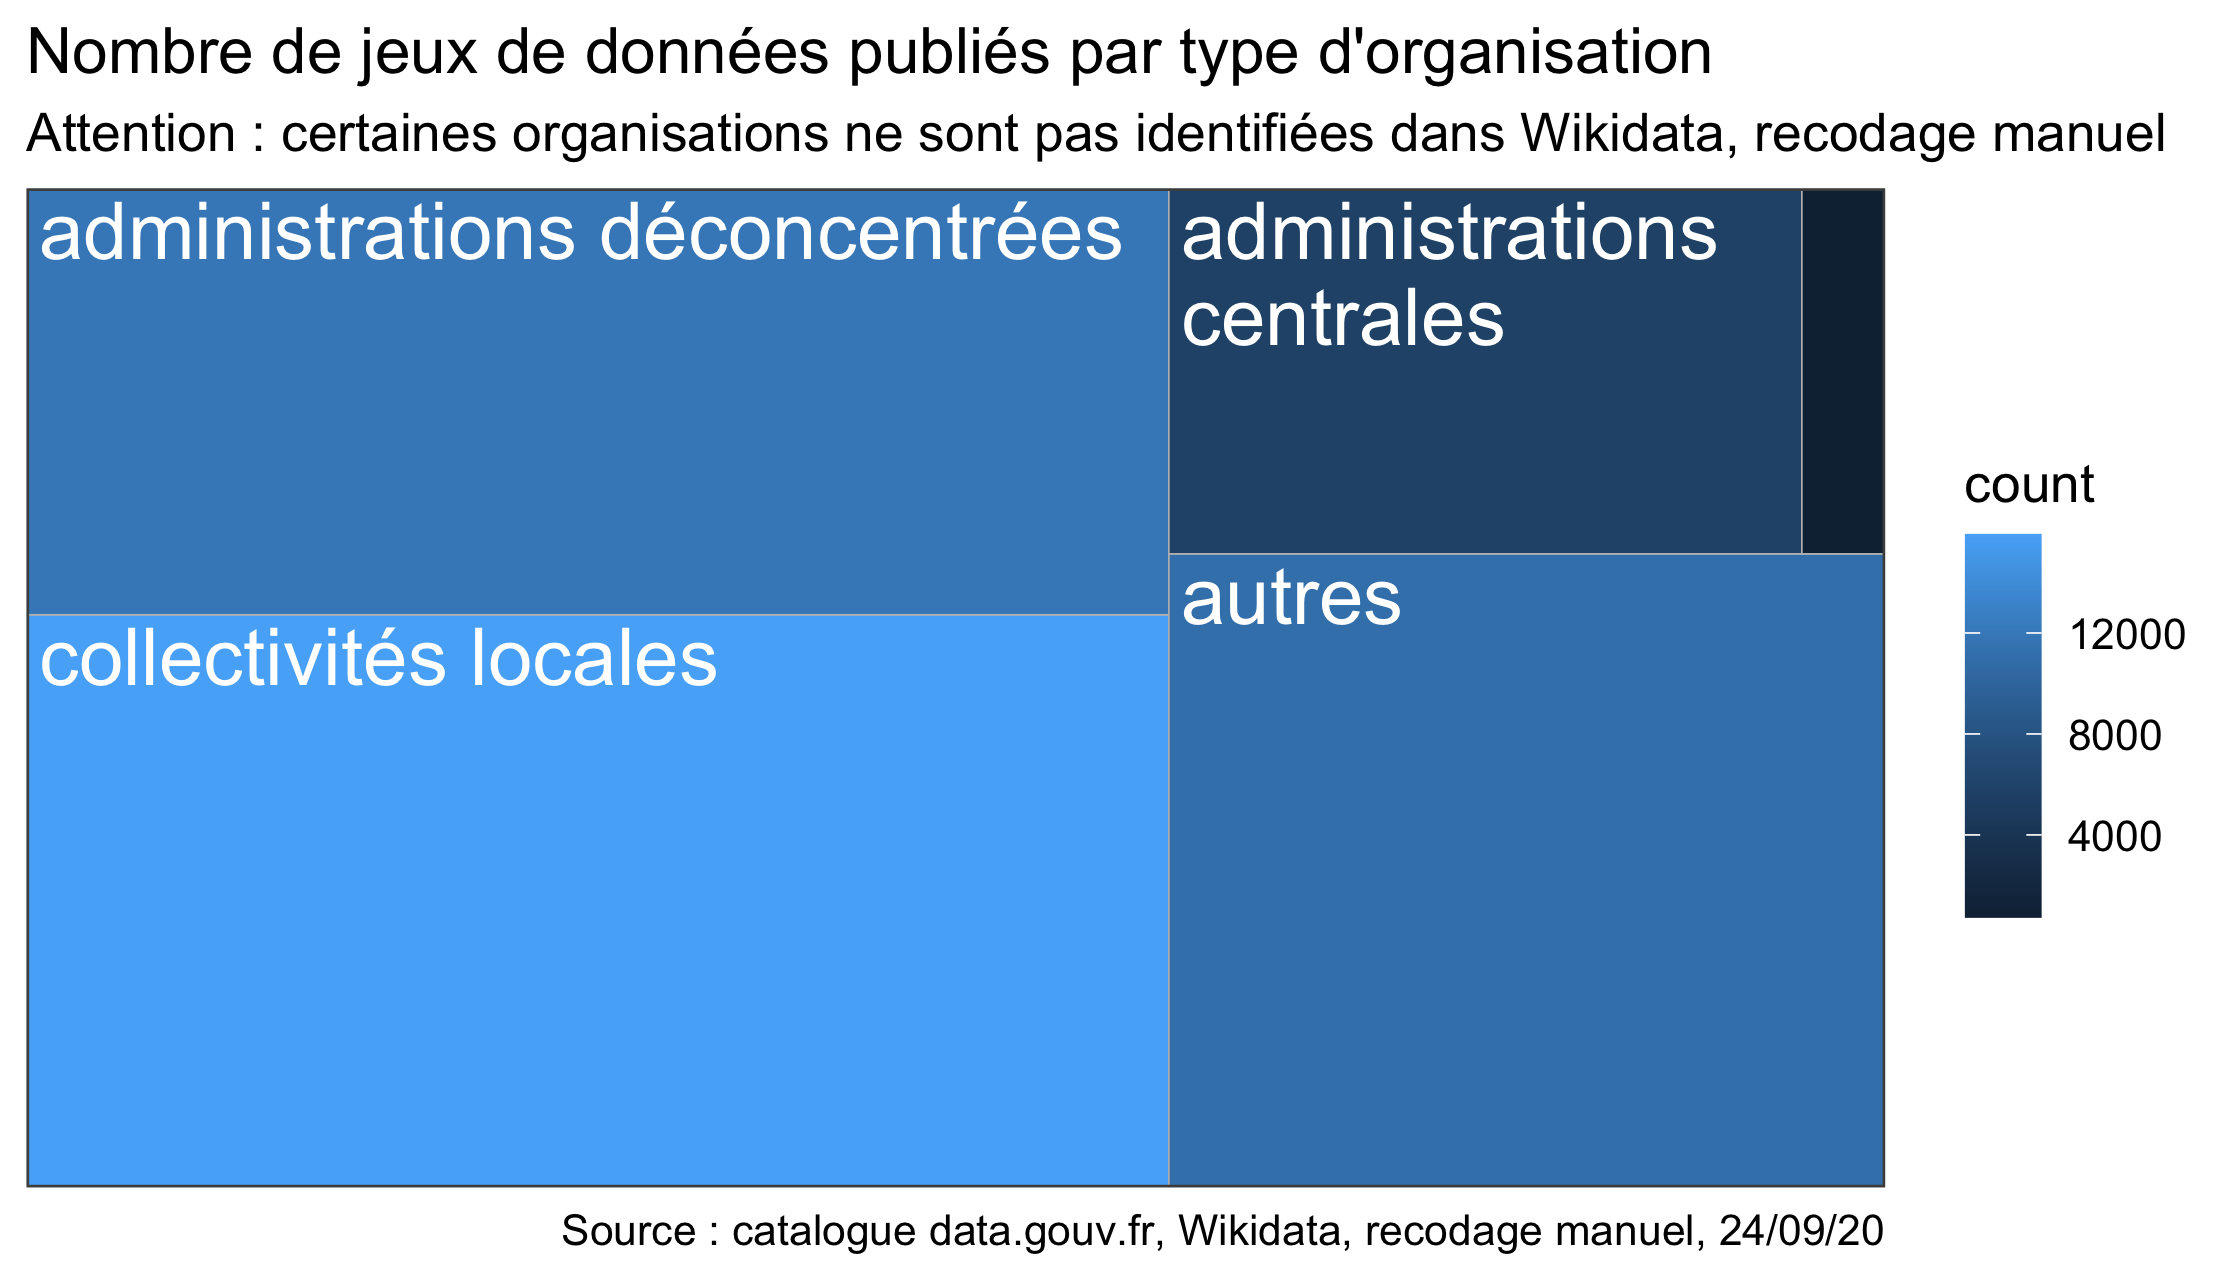 Nombre de jeux de données publiés par type d'organisation
Attention : certaines organisations ne sont pas identifiées dans Wikidata, recodage manuel
administrations déconcentrées
administrations
centrales
collectivités locales
autres
count
12000
8000
4000
Source : catalogue data.gouv.fr, Wikidata, recodage manuel, 24/09/20